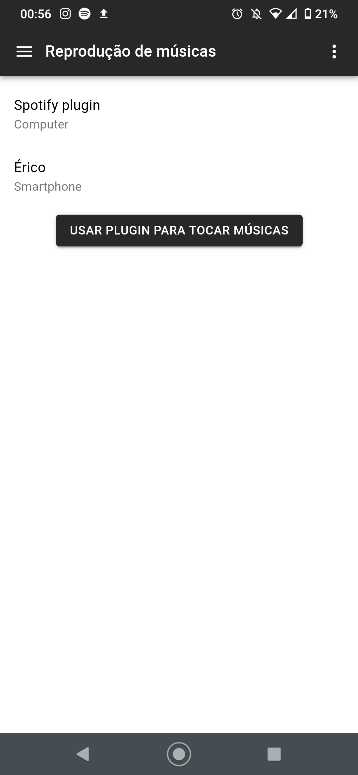 00:56
21%
Reprodução de músicas
Spotify plugin
Computer
Érico
Smartphone
USAR PLUGIN PARA TOCAR MÚSICAS